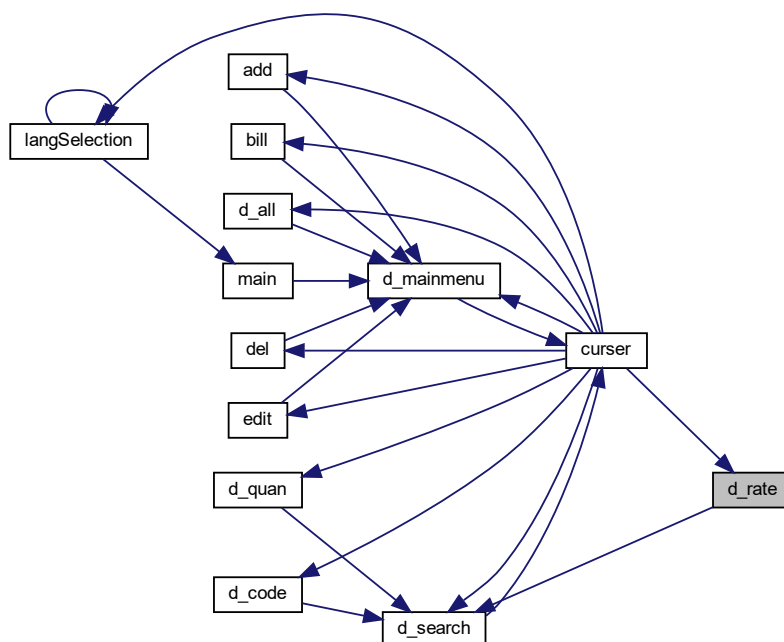 add
langSelection
bill
d_all
main
d_mainmenu
del
curser
edit
d_quan
d_rate
d_code
d_search